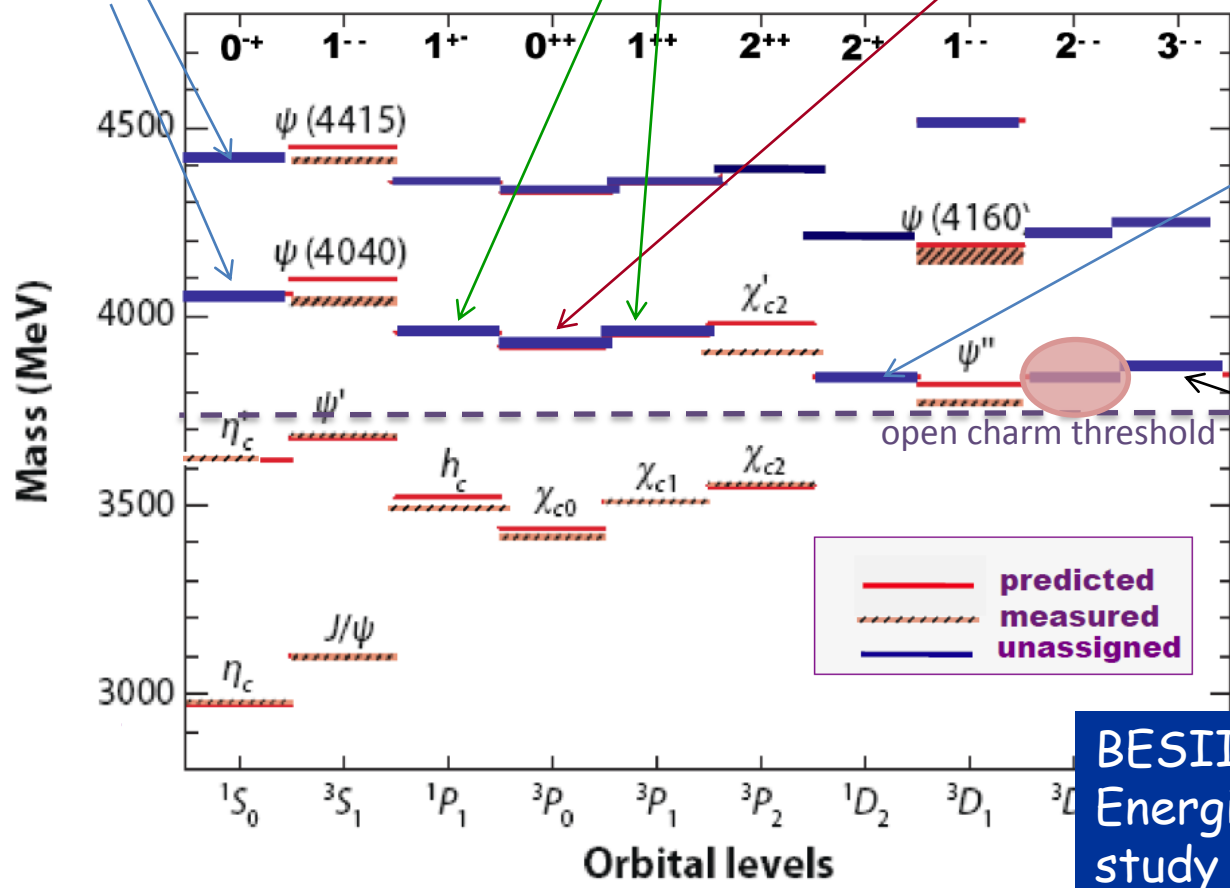 0⁻⁺ 1⁻⁻ 1⁺⁻ 0⁺⁺ 1⁺⁺ 2⁺⁺ 2⁻⁺ 1⁻⁻ 2⁻⁻ 3⁻⁻
4500
ψ (4415)
ψ (4160)
ψ (4040)
4000
χ'c2
ψ"
η'c
ψ'
open charm threshold
hc
χc0
χc1
χc2
3500
predicted
measured
unassigned
J/ψ
ηc
3000
Mass (MeV)
¹S₀ ³S₁ ¹P₁ ³P₀ ³P₁ ³P₂ ¹D₂ ³D₁
Orbital levels
BESII
Energ
study